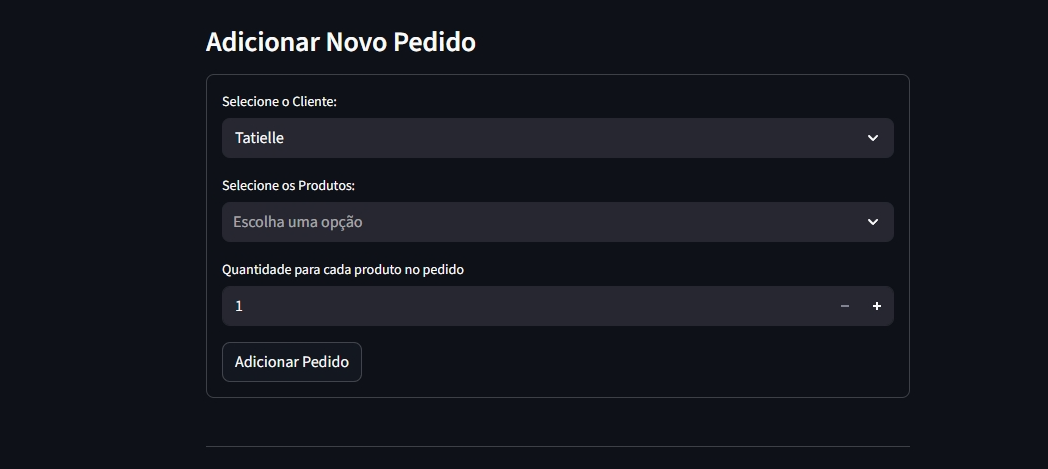 Adicionar Novo Pedido
Selecione o Cliente:
Tatielle
Selecione os Produtos:
Escolha uma opção
Quantidade para cada produto no pedido
1
Adicionar Pedido